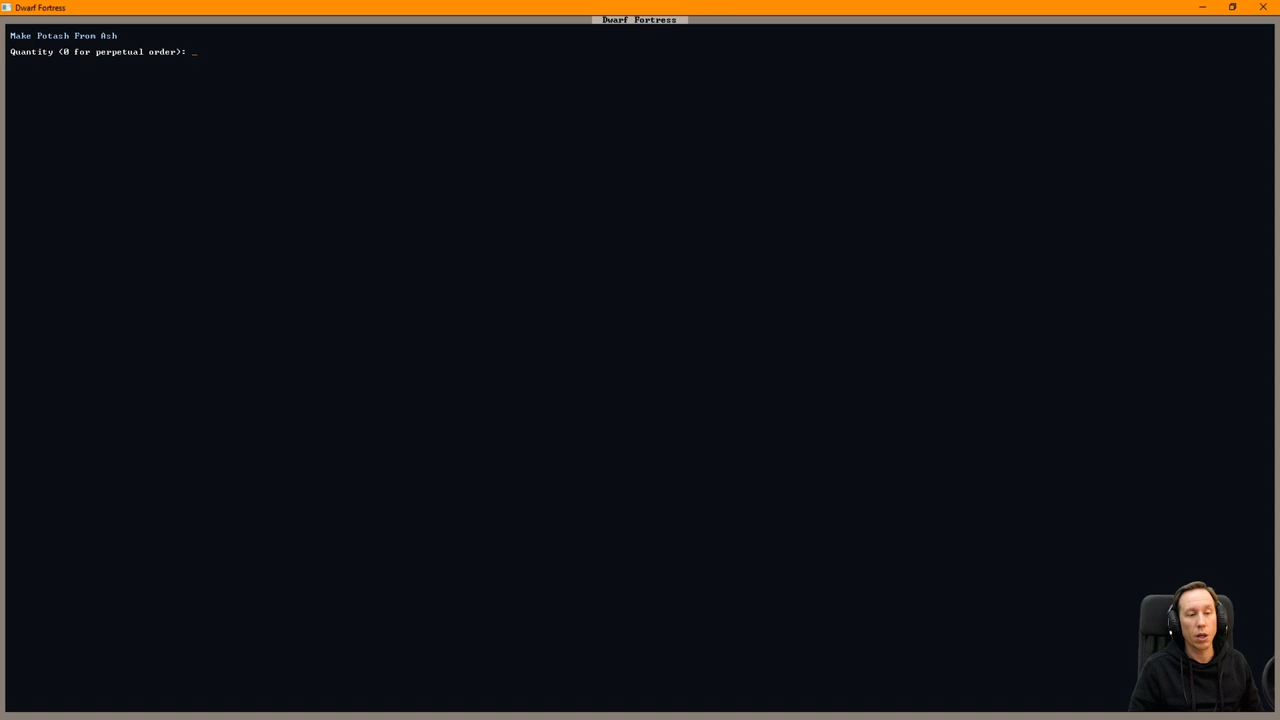 Dwarf Fortress
Dwarf Fortress
Make Potash From Ash
Quantity (0 for perpetual order): _